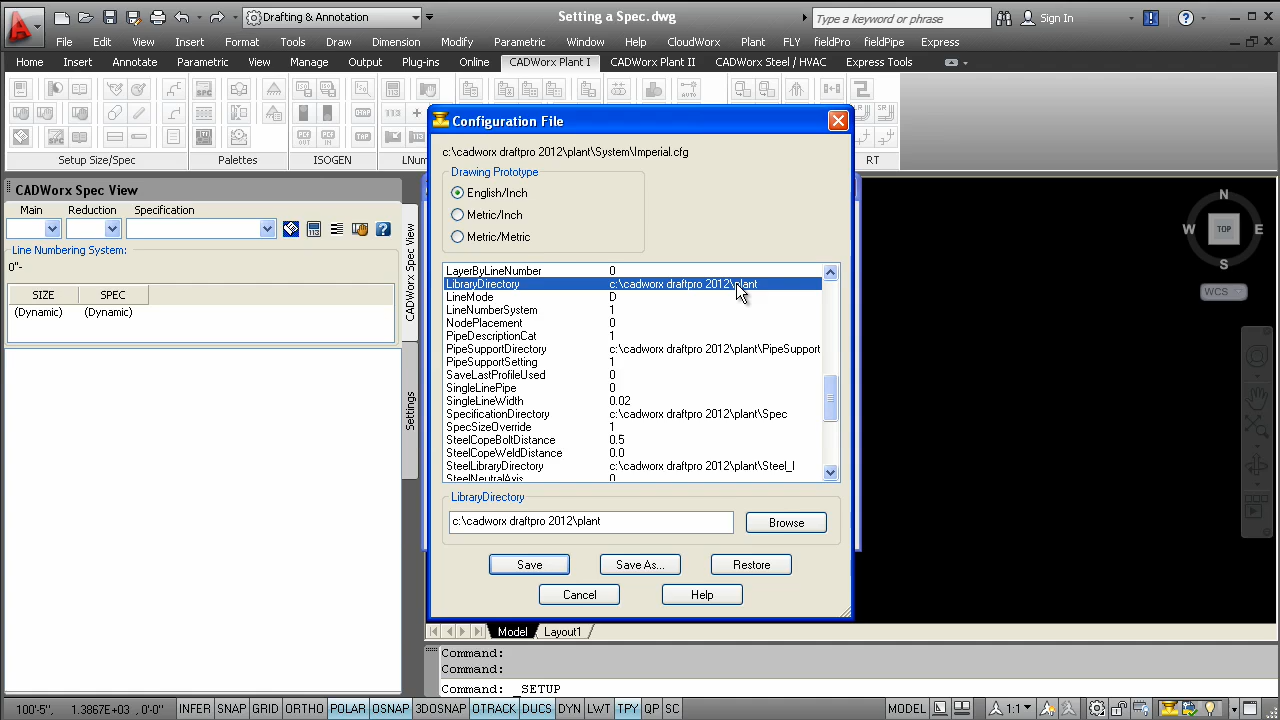 Drafting & Annotation
Setting a Spec.dwg
Type a keyword or phrase
Sign In
File Edit View Insert Format Tools Draw Dimension Modify Parametric Window Help CloudWorx Plant FLY fieldPro fieldPipe Express
Home Insert Annotate Parametric View Manage Output Plug-ins Online CADWorx Plant I CADWorx Plant II CADWorx Steel / HVAC Express Tools
Setup Size/Spec
Palettes
ISOGEN
LNum
RT
CADWorx Spec View
Main Reduction Specification
Line Numbering System:
0"-
SIZE SPEC
(Dynamic) (Dynamic)
CADWorx Spec View
Settings
Configuration File
c:\cadworx draftpro 2012\plant\System\Imperial.cfg
Drawing Prototype
English/Inch
Metric/Inch
Metric/Metric
LayerByLineNumber 0
LibraryDirectory c:\cadworx draftpro 2012\plant
LineMode D
LineNumberSystem 1
NodePlacement 0
PipeDescriptionCat 1
PipeSupportDirectory c:\cadworx draftpro 2012\plant\PipeSupport
PipeSupportSetting 1
SaveLastProfileUsed 0
SingleLinePipe 0
SingleLineWidth 0.02
SpecificationDirectory c:\cadworx draftpro 2012\plant\Spec
SpecSizeOverride 1
SteelCopeBoltDistance 0.5
SteelCopeWeldDistance 0.0
SteelLibraryDirectory c:\cadworx draftpro 2012\plant\Steel_I
SteelNeutralAxis 0
LibraryDirectory
c:\cadworx draftpro 2012\plant
Browse
Save Save As... Restore
Cancel Help
N
W TOP E
S
WCS
Model Layout1
Command:
Command:
Command: _SETUP
100'5", 1.3867E+03 ,0'-0" INFER SNAP GRID ORTHO POLAR OSNAP 3DOSNAP OTRACK DUCS DYN LWT TPY QP SC MODEL 1:1